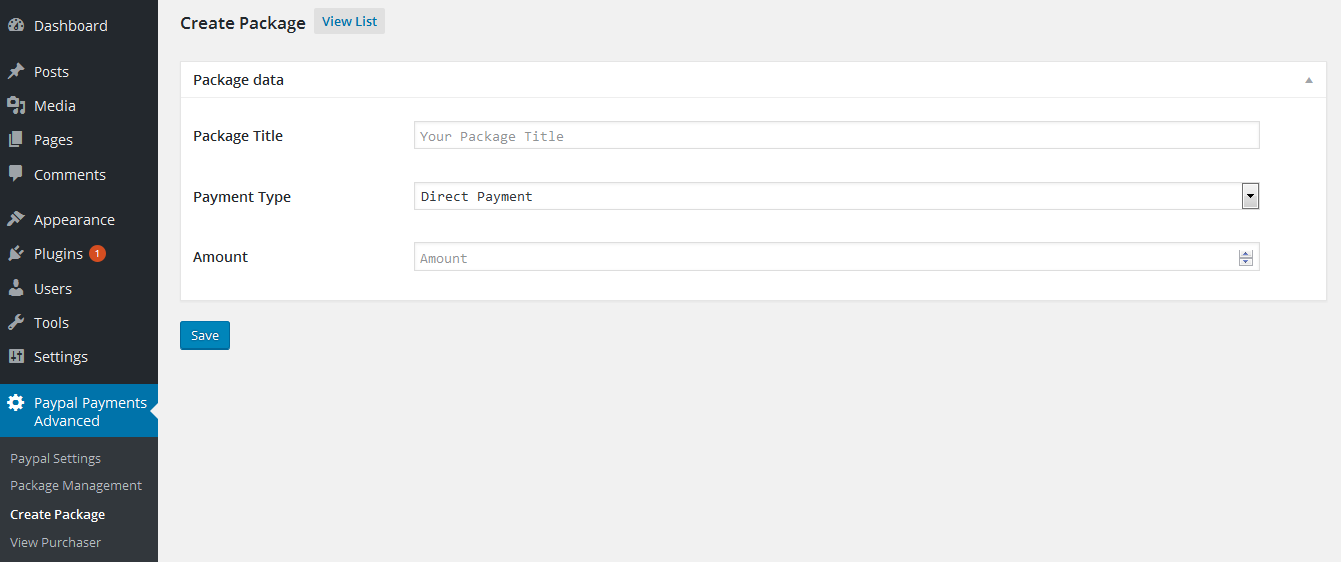 Dashboard
Posts
Media
Pages
Comments
Appearance
Plugins 1
Users
Tools
Settings
Paypal Payments
Advanced
Paypal Settings
Package Management
Create Package
View Purchaser
Create Package View List
Package data
Package Title Your Package Title
Payment Type Direct Payment
Amount Amount
Save